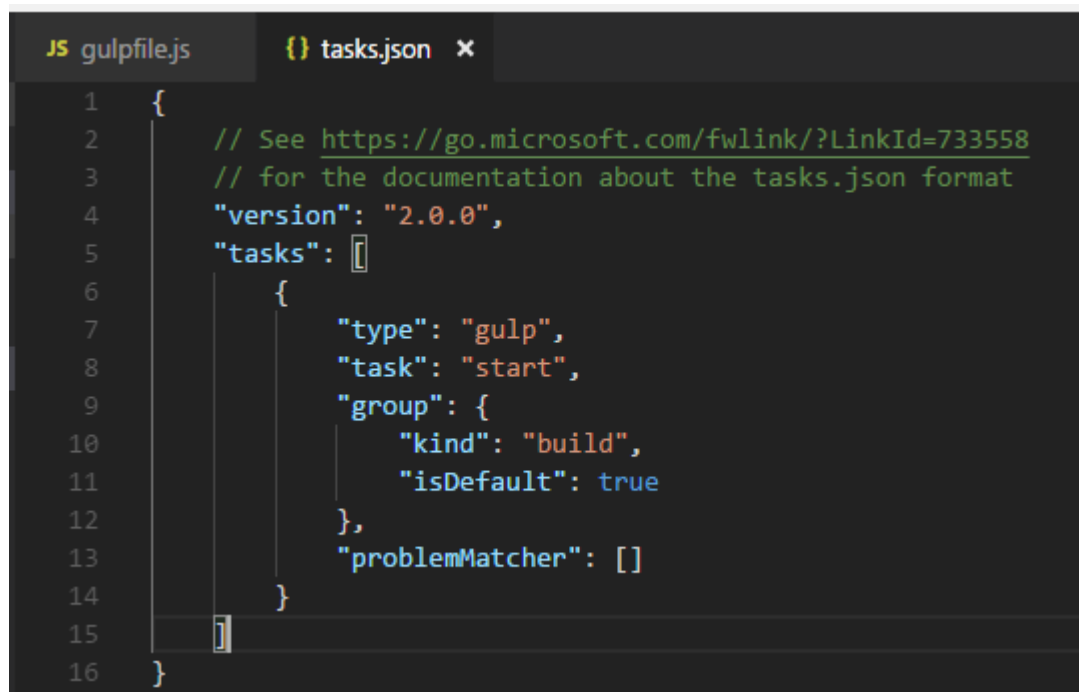 JS gulpfile.js {} tasks.json ×
1 {
2 // See https://go.microsoft.com/fwlink/?LinkId=733558
3 // for the documentation about the tasks.json format
4 "version": "2.0.0",
5 "tasks": [
6 {
7 "type": "gulp",
8 "task": "start",
9 "group": {
10 "kind": "build",
11 "isDefault": true
12 },
13 "problemMatcher": []
14 }
15 ]
16 }